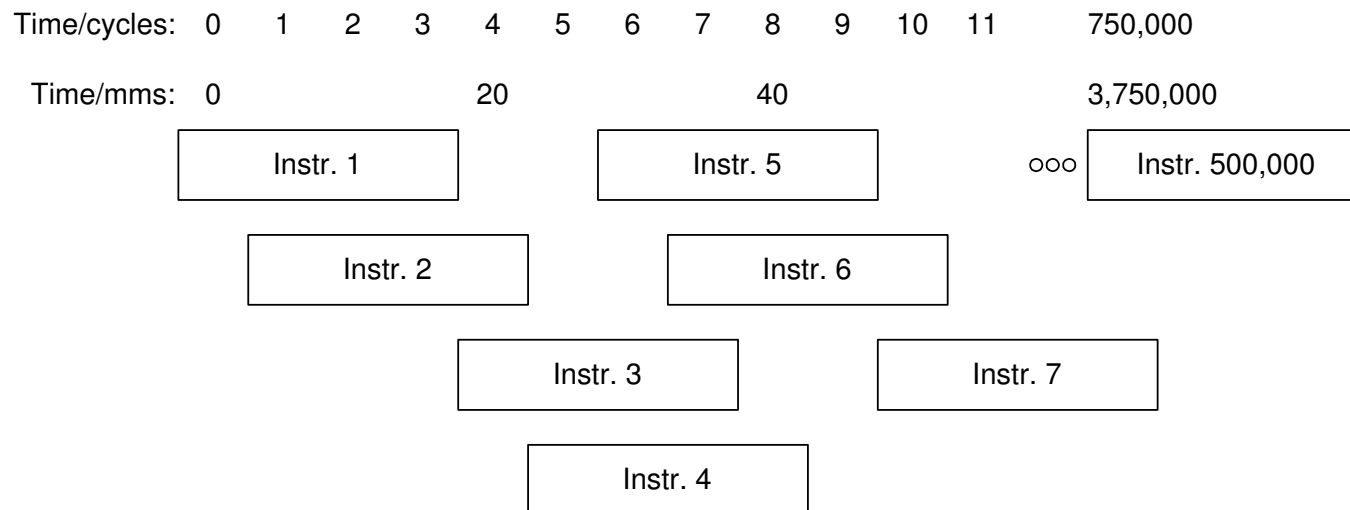 Time/cycles: 0 1 2 3 4 5 6 7 8 9 10 11 750,000
Time/mms: 0 20 40 3,750,000
Instr. 1 Instr. 5 ooo Instr. 500,000
Instr. 2 Instr. 6
Instr. 3 Instr. 7
Instr. 4